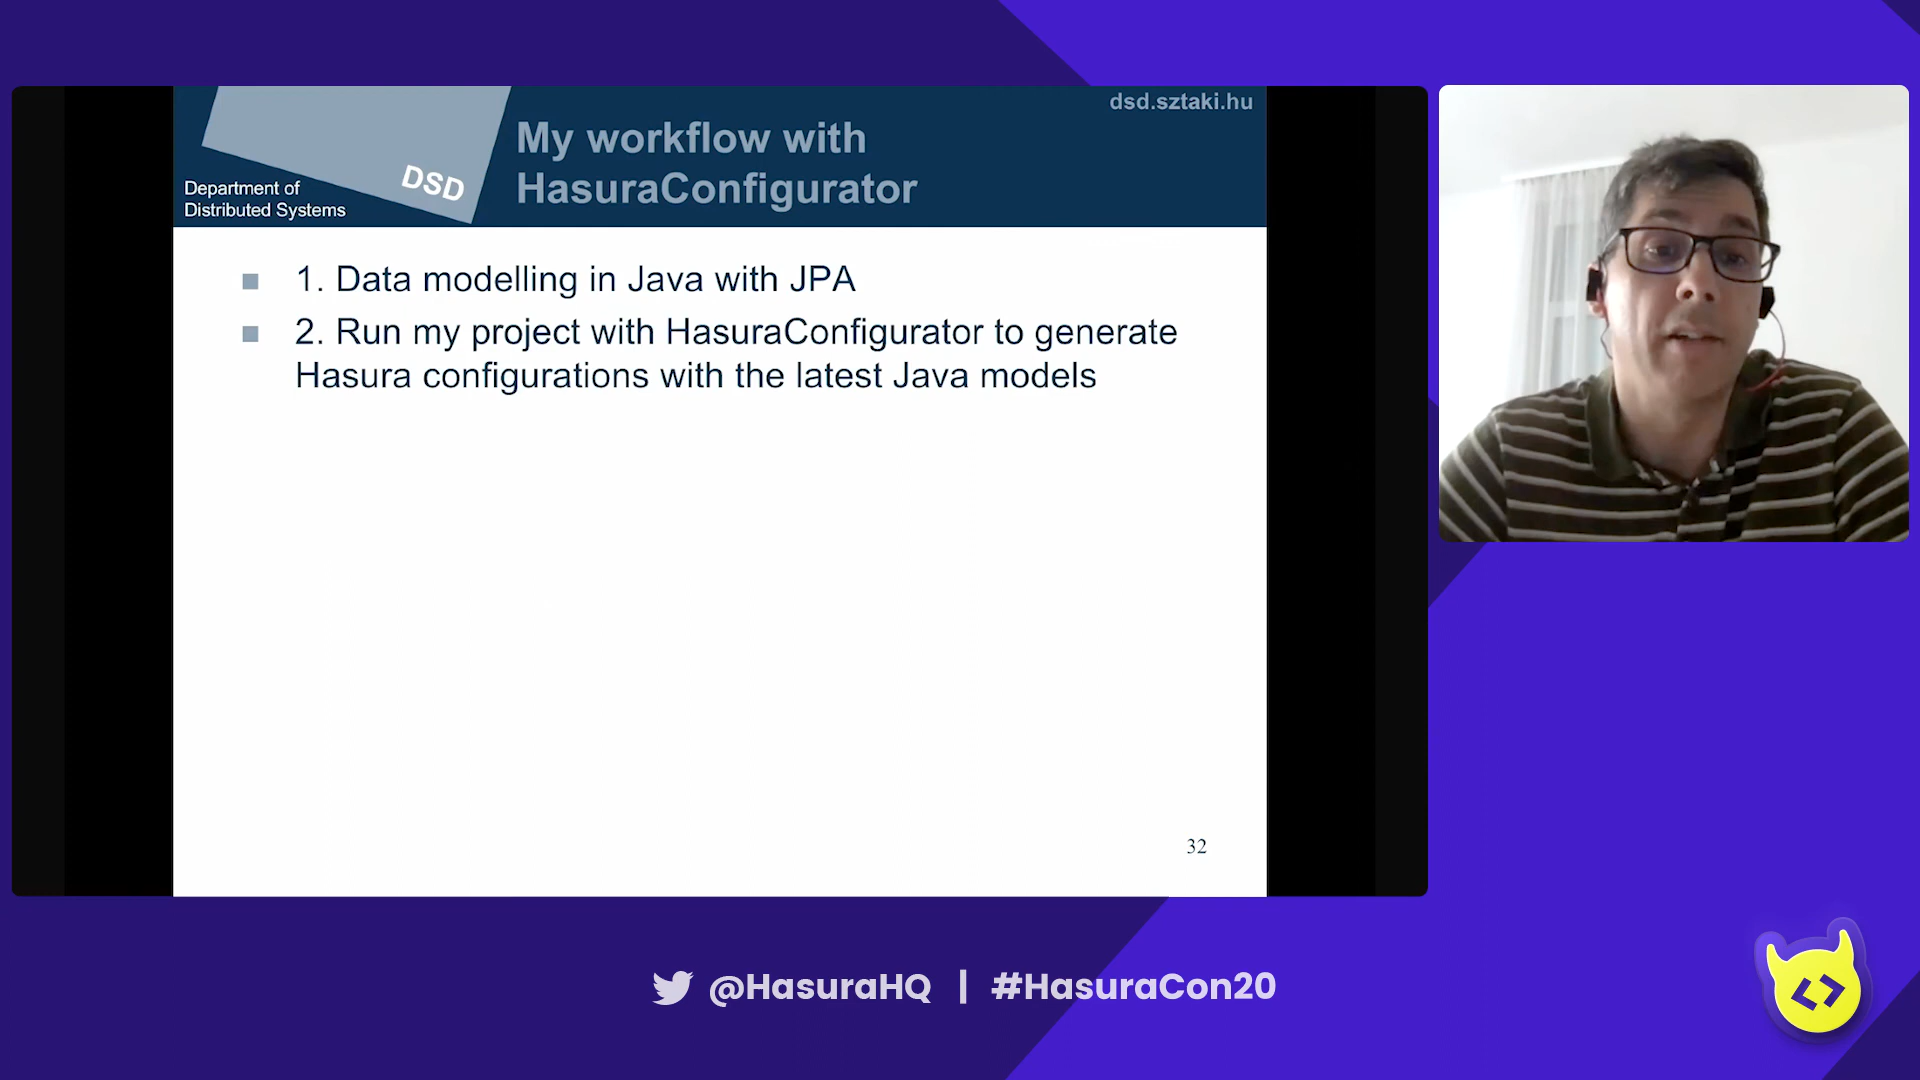 dsd.sztaki.hu
My workflow with
HasuraConfigurator
DSD
Department of
Distributed Systems
1. Data modelling in Java with JPA
2. Run my project with HasuraConfigurator to generate
Hasura configurations with the latest Java models
32
@HasuraHQ | #HasuraCon20